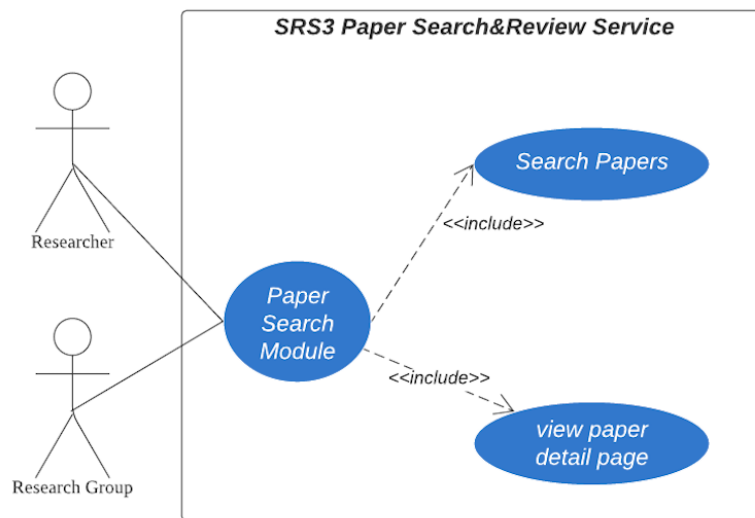 SRS3 Paper Search&Review Service
Researcher
Search Papers
<<include>>
Paper
Search
Module
<<include>>
view paper
detail page
Research Group